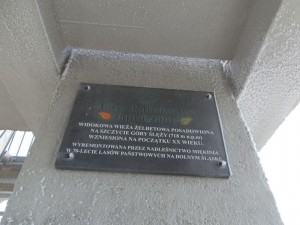 WIDOKOWA WIEŻA ŻELBETOWA POSADOWIONA
NA SZCZYCIE GÓRY ŚLĘŻY (718 m n.p.m)
WZNIESIONA NA POCZĄTKU XX WIEKU.
WYREMONTOWANA PRZEZ NADLEŚNICTWO MIĘKINIA
W 70-LECIE LASÓW PAŃSTWOWYCH NA DOLNYM ŚLĄSKU